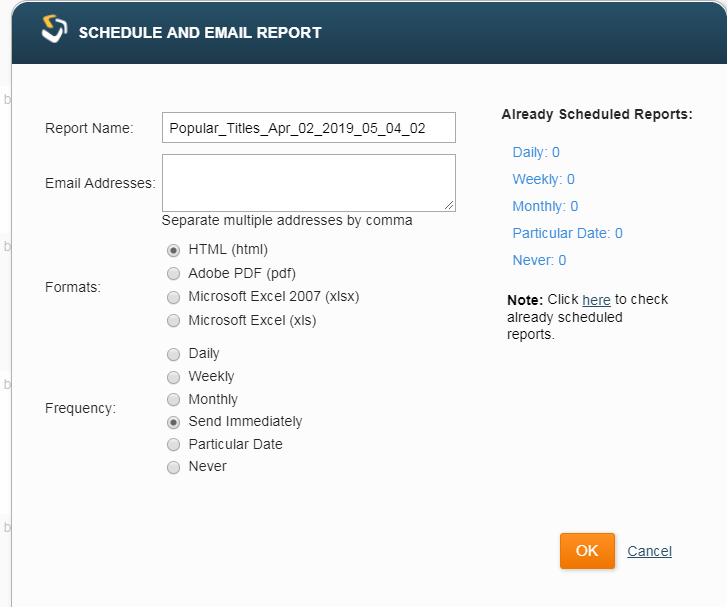 SCHEDULE AND EMAIL REPORT
Report Name:
Popular_Titles_Apr_02_2019_05_04_02
Email Addresses:
Separate multiple addresses by comma
Formats:
HTML (html)
Adobe PDF (pdf)
Microsoft Excel 2007 (xlsx)
Microsoft Excel (xls)
Frequency:
Daily
Weekly
Monthly
Send Immediately
Particular Date
Never
Already Scheduled Reports:
Daily: 0
Weekly: 0
Monthly: 0
Particular Date: 0
Never: 0
Note: Click here to check
already scheduled
reports.
OK
Cancel
b
b
b
b